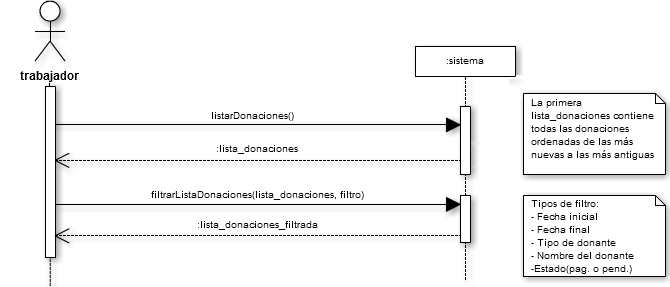 trabajador
:sistema
listarDonaciones()
:lista_donaciones
La primera
lista_donaciones contiene
todas las donaciones
ordenadas de las más
nuevas a las más antiguas
filtrarListaDonaciones(lista_donaciones, filtro)
:lista_donaciones_filtrada
Tipos de filtro:
- Fecha inicial
- Fecha final
- Tipo de donante
- Nombre del donante
-Estado(pag. o pend.)